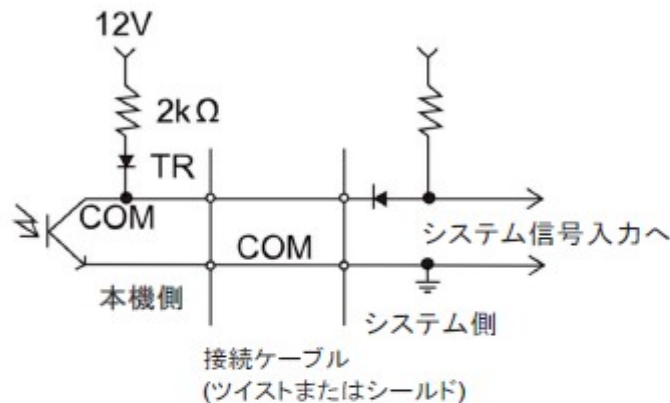 12V
2kΩ
TR
COM
COM
システム信号入力へ
本機側
システム側
接続ケーブル
(ツイストまたはシールド)